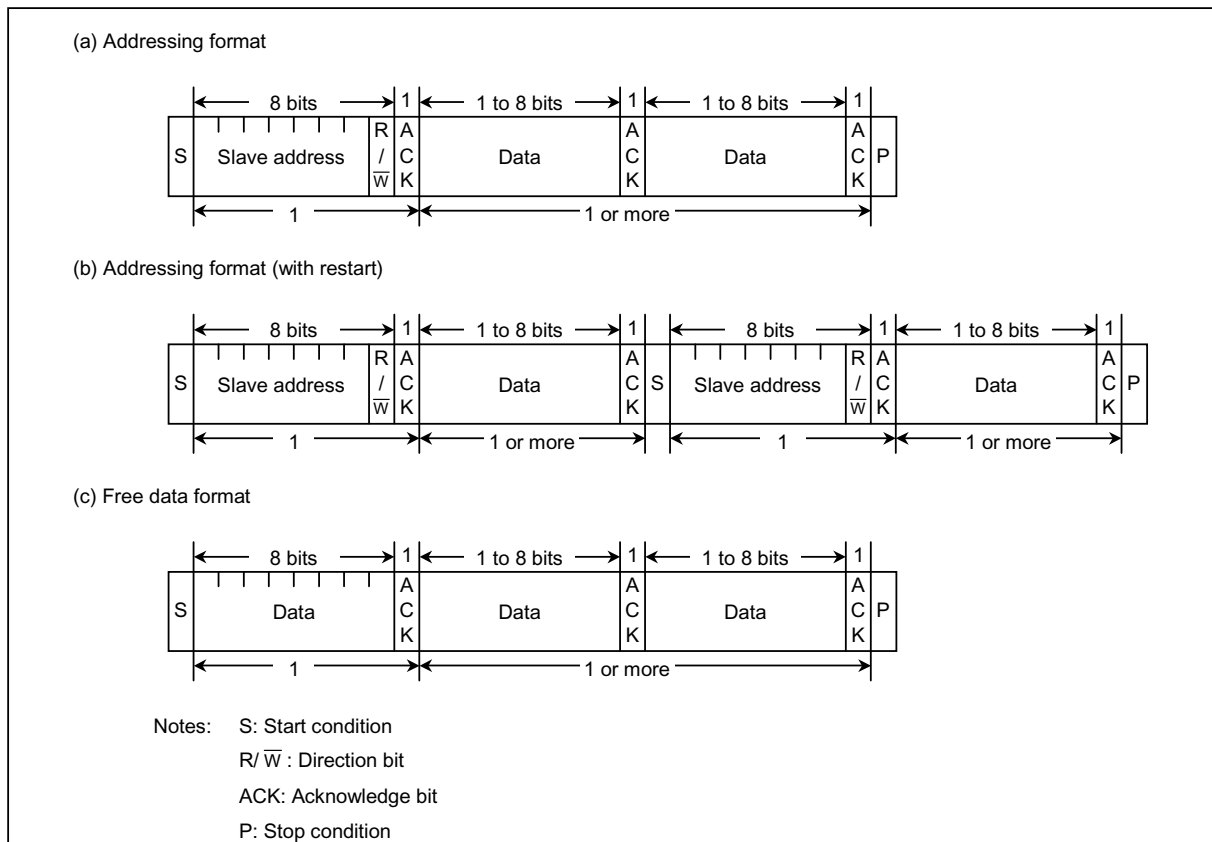 (a) Addressing format
8 bits 1 1 to 8 bits 1 1 to 8 bits 1
S Slave address R/W̅ ACK Data ACK Data ACK P
1 1 or more
(b) Addressing format (with restart)
8 bits 1 1 to 8 bits 1 8 bits 1 1 to 8 bits 1
S Slave address R/W̅ ACK Data ACK S Slave address R/W̅ ACK Data ACK P
1 1 or more 1 1 or more
(c) Free data format
8 bits 1 1 to 8 bits 1 1 to 8 bits 1
S Data ACK Data ACK Data ACK P
1 1 or more
Notes: S: Start condition
R/ W̅ : Direction bit
ACK: Acknowledge bit
P: Stop condition